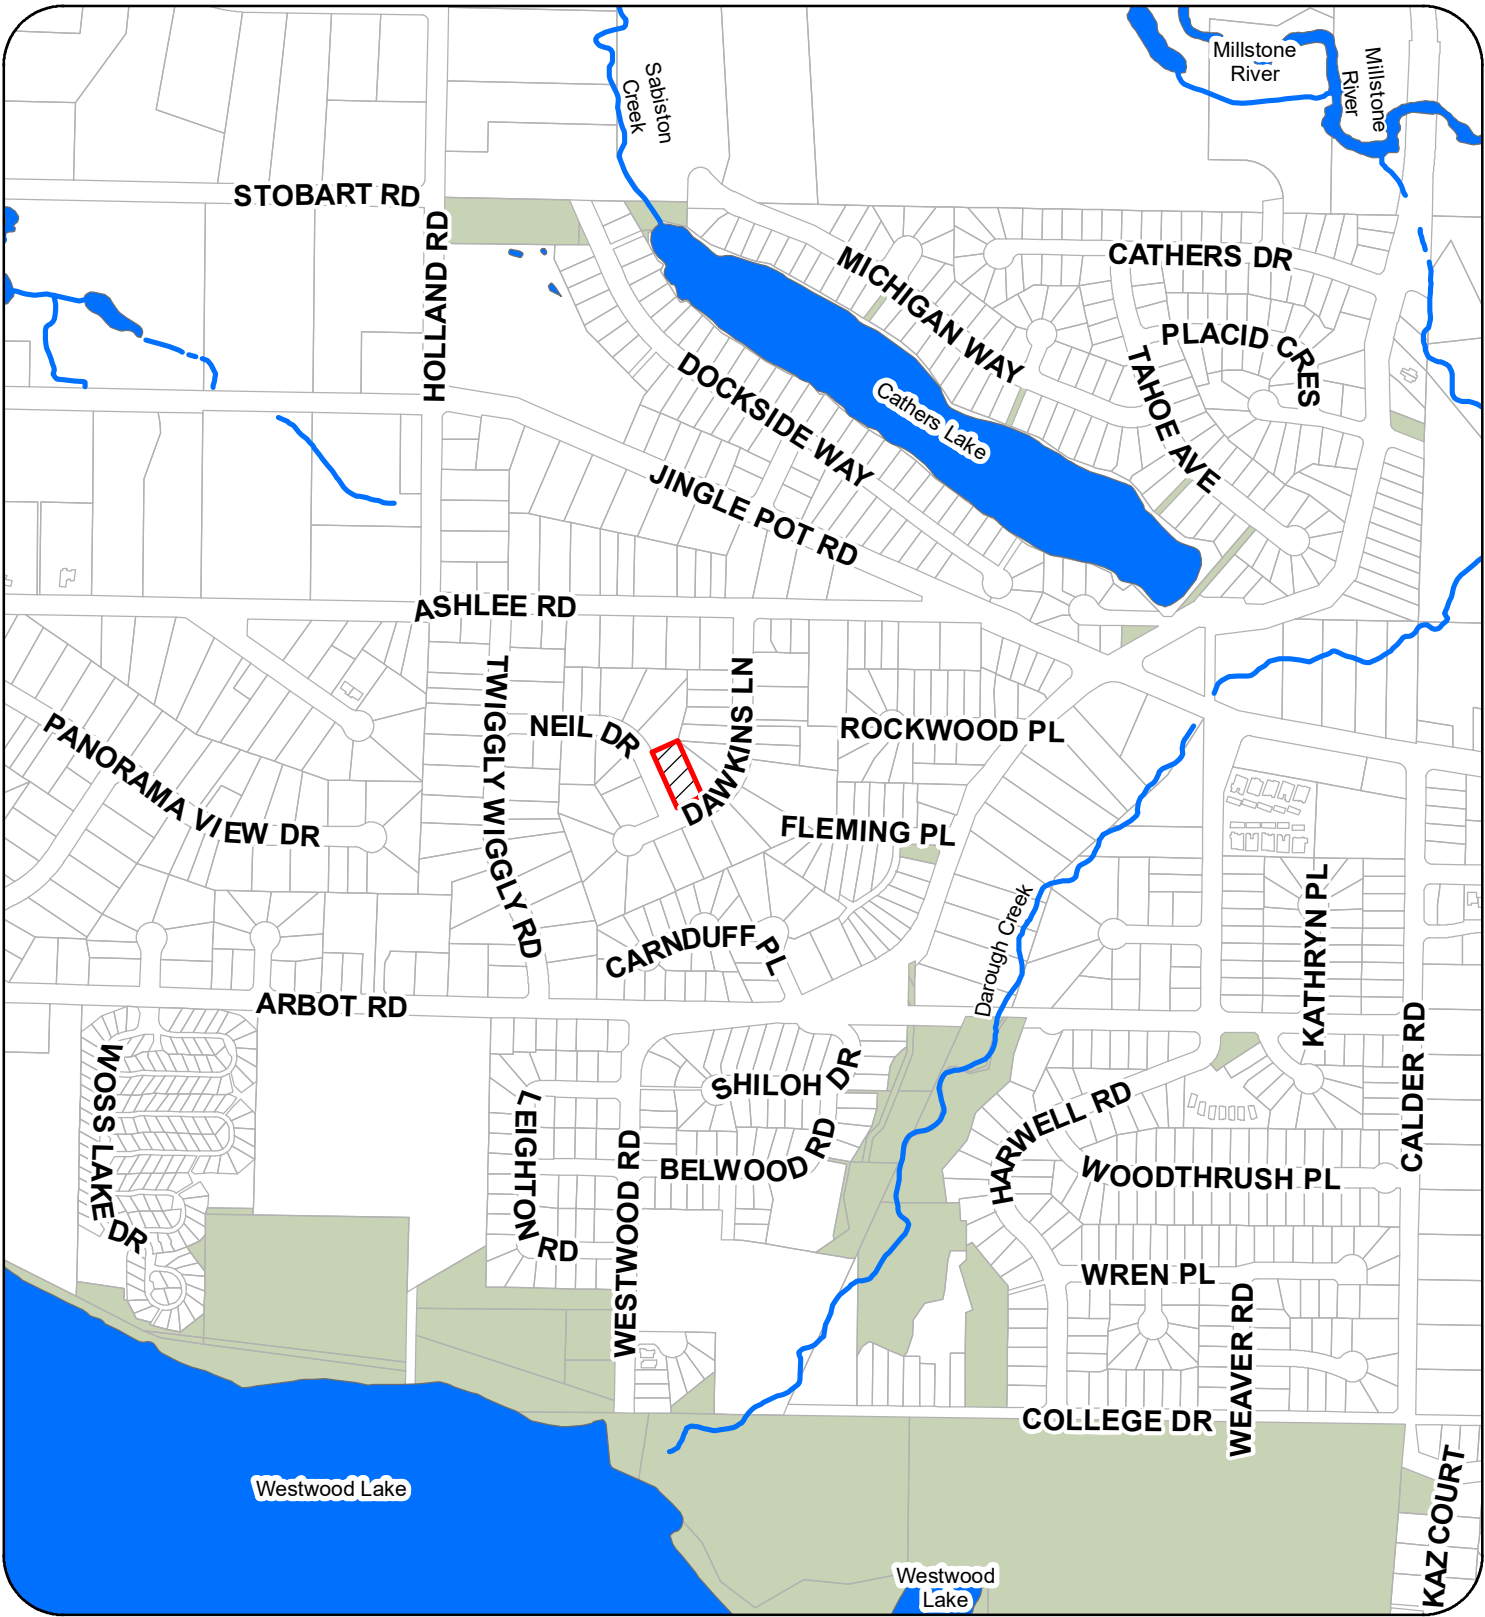 Millstone
River
Millstone
River
Sabiston
Creek
STOBART RD
HOLLAND RD
MICHIGAN WAY
CATHERS DR
PLACID CRES
TAHOE AVE
DOCKSIDE WAY
Cathers Lake
JINGLE POT RD
ASHLEE RD
TWIGGLY WIGGLY RD
NEIL DR
DAWKINS LN
ROCKWOOD PL
PANORAMA VIEW DR
FLEMING PL
CARNDUFF PL
Darough Creek
KATHRYN PL
ARBOT RD
CALDER RD
WOSS LAKE DR
SHILOH DR
LEIGHTON RD
HARWELL RD
WESTWOOD RD
BELWOOD RD
WOODTHRUSH PL
WREN PL
WEAVER RD
COLLEGE DR
KAZ COURT
Westwood Lake
Westwood
Lake